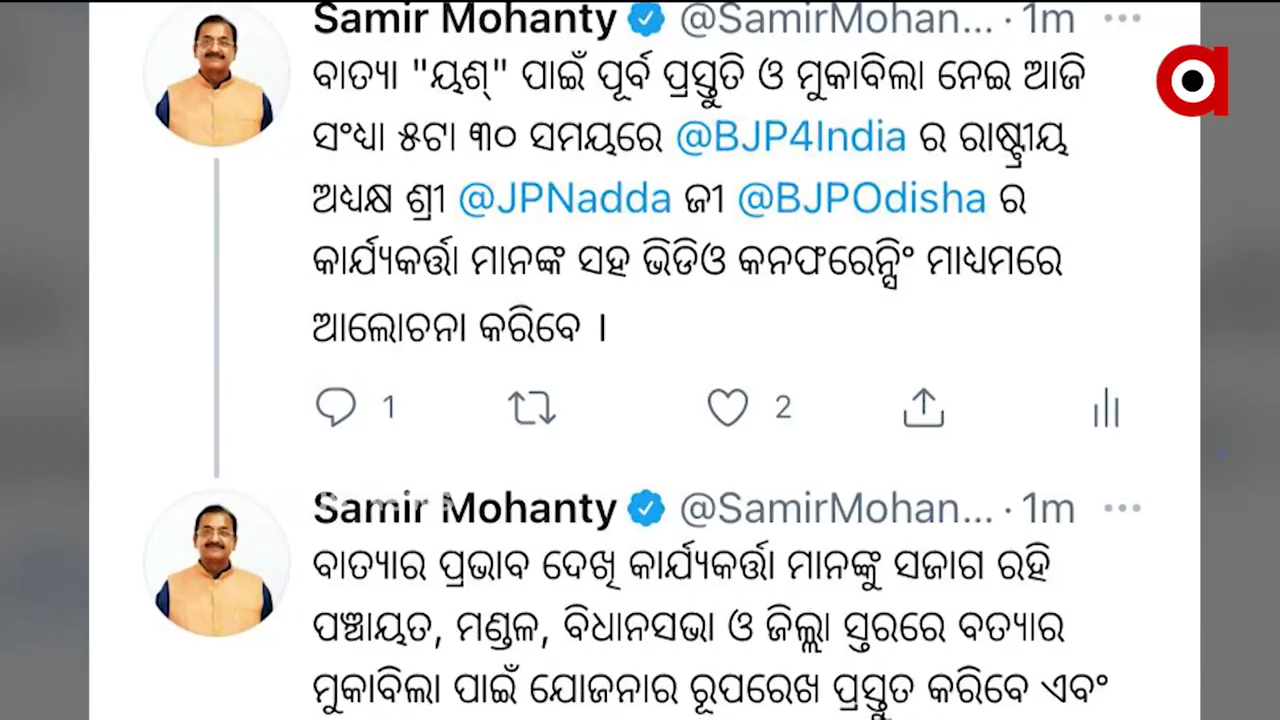 Samir Mohanty @SamirMohan... · 1m
ବାତ୍ୟା "ୟଶ୍" ପାଇଁ ପୂର୍ବ ପ୍ରସ୍ତୁତି ଓ ମୁକାବିଲା ନେଇ ଆଜି
ସଂଧ୍ୟା ୫ଟା ୩୦ ସମୟରେ @BJP4India ର ରାଷ୍ଟ୍ରୀୟ
ଅଧ୍ୟକ୍ଷ ଶ୍ରୀ @JPNadda ଜୀ @BJPOdisha ର
କାର୍ଯ୍ୟକର୍ତ୍ତା ମାନଙ୍କ ସହ ଭିଡିଓ କନଫରେନ୍ସିଂ ମାଧ୍ୟମରେ
ଆଲୋଚନା କରିବେ ।
1 2
Samir Mohanty @SamirMohan... · 1m
ବାତ୍ୟାର ପ୍ରଭାବ ଦେଖି କାର୍ଯ୍ୟକର୍ତ୍ତା ମାନଙ୍କୁ ସଜାଗ ରହି
ପଞ୍ଚାୟତ, ମଣ୍ଡଳ, ବିଧାନସଭା ଓ ଜିଲ୍ଲା ସ୍ତରରେ ବତ୍ୟାର
ମୁକାବିଲା ପାଇଁ ଯୋଜନାର ରୂପରେଖ ପ୍ରସ୍ତୁତ କରିବେ ଏବଂ